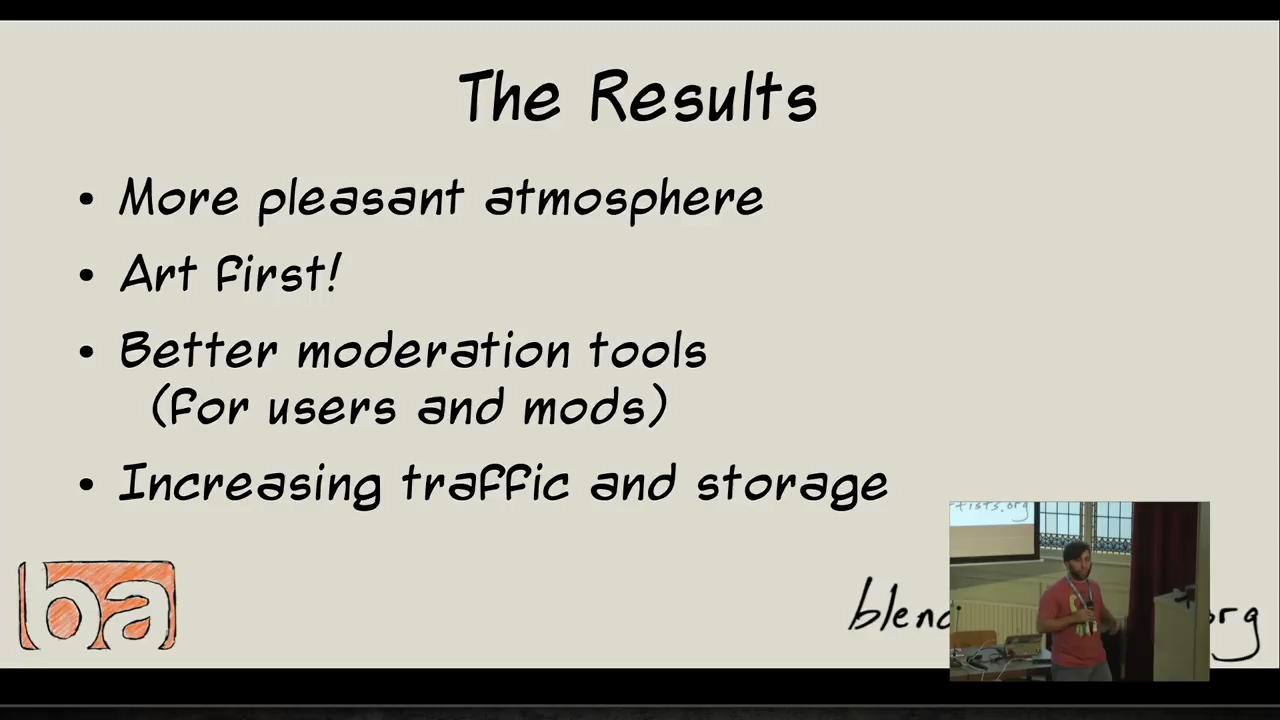 The Results
• More pleasant atmosphere
• Art first!
• Better moderation tools
(for users and mods)
• Increasing traffic and storage
ba